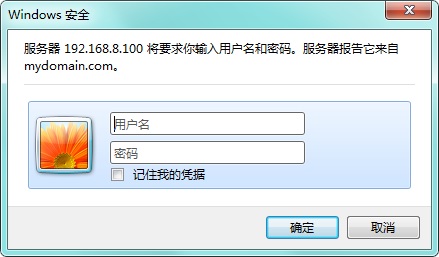 Windows 安全
服务器 192.168.8.100 将要求你输入用户名和密码。服务器报告它来自
mydomain.com。
用户名
密码
记住我的凭据
确定
取消